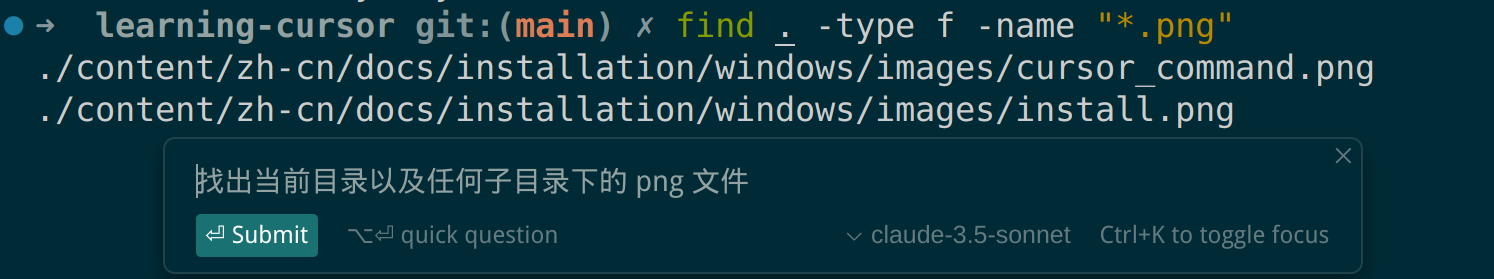 ➜ learning-cursor git:(main) ✗ find . -type f -name "*.png"
./content/zh-cn/docs/installation/windows/images/cursor_command.png
./content/zh-cn/docs/installation/windows/images/install.png
找出当前目录以及任何子目录下的 png 文件
⏎ Submit ⌥⏎ quick question claude-3.5-sonnet Ctrl+K to toggle focus